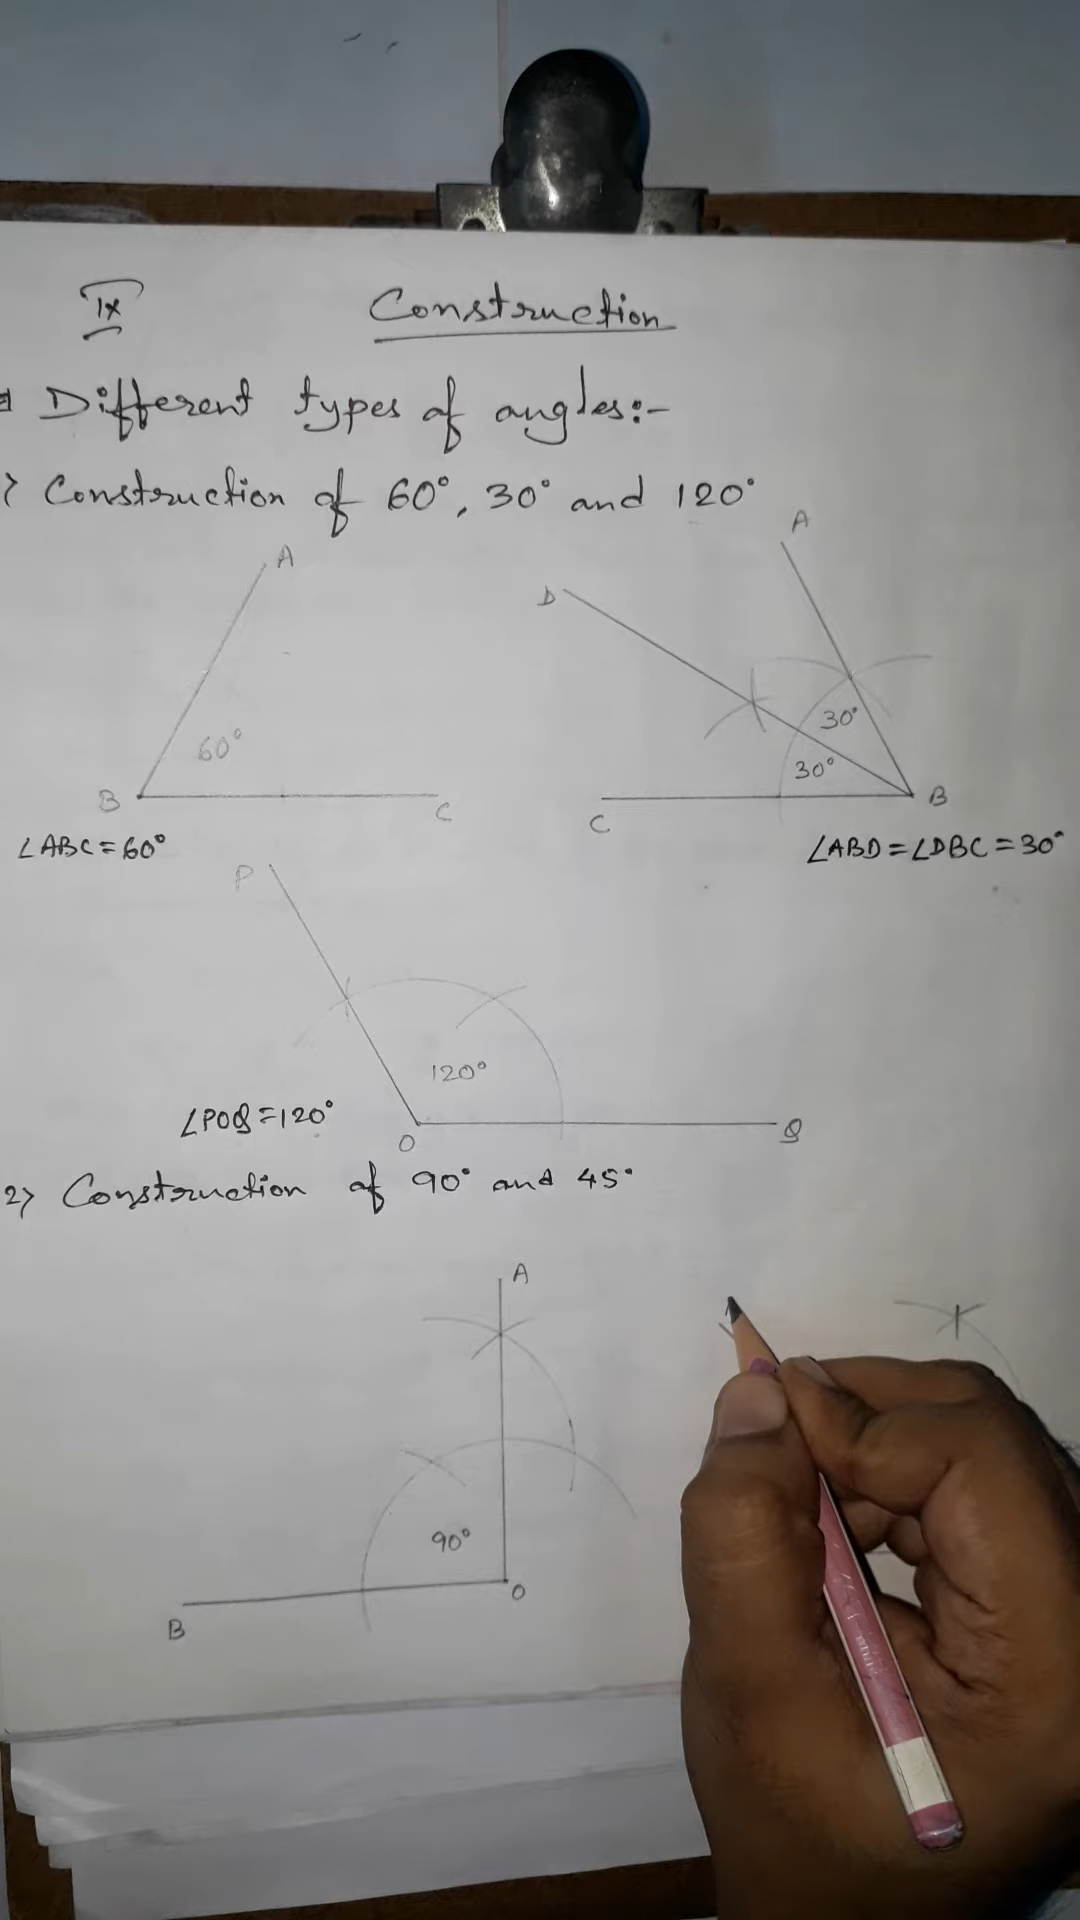 IX
Construction
Different types of angles:-
Construction of 60°, 30° and 120°
A
60°
B
C
∠ABC = 60°
A
D
30°
30°
C
B
∠ABD = ∠DBC = 30°
P
120°
∠POQ = 120°
O
Q
2) Construction of 90° and 45°
A
90°
O
B